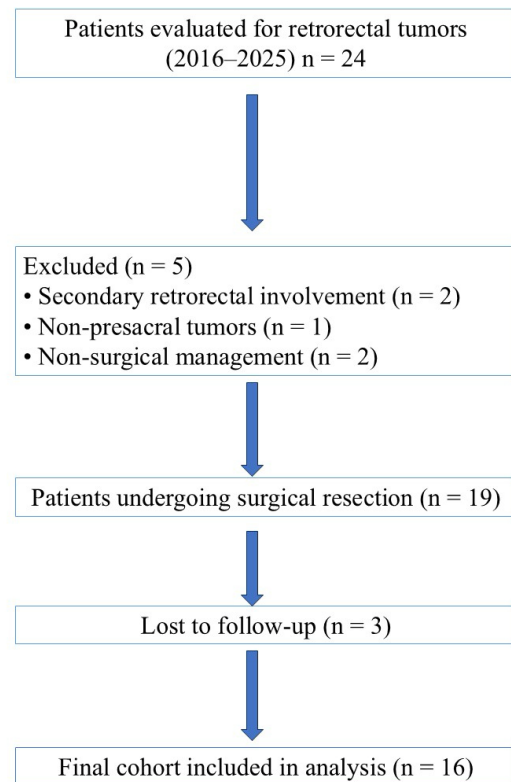 Patients evaluated for retrorectal tumors
(2016–2025) n = 24
Excluded (n = 5)
• Secondary retrorectal involvement (n = 2)
• Non-presacral tumors (n = 1)
• Non-surgical management (n = 2)
Patients undergoing surgical resection (n = 19)
Lost to follow-up (n = 3)
Final cohort included in analysis (n = 16)